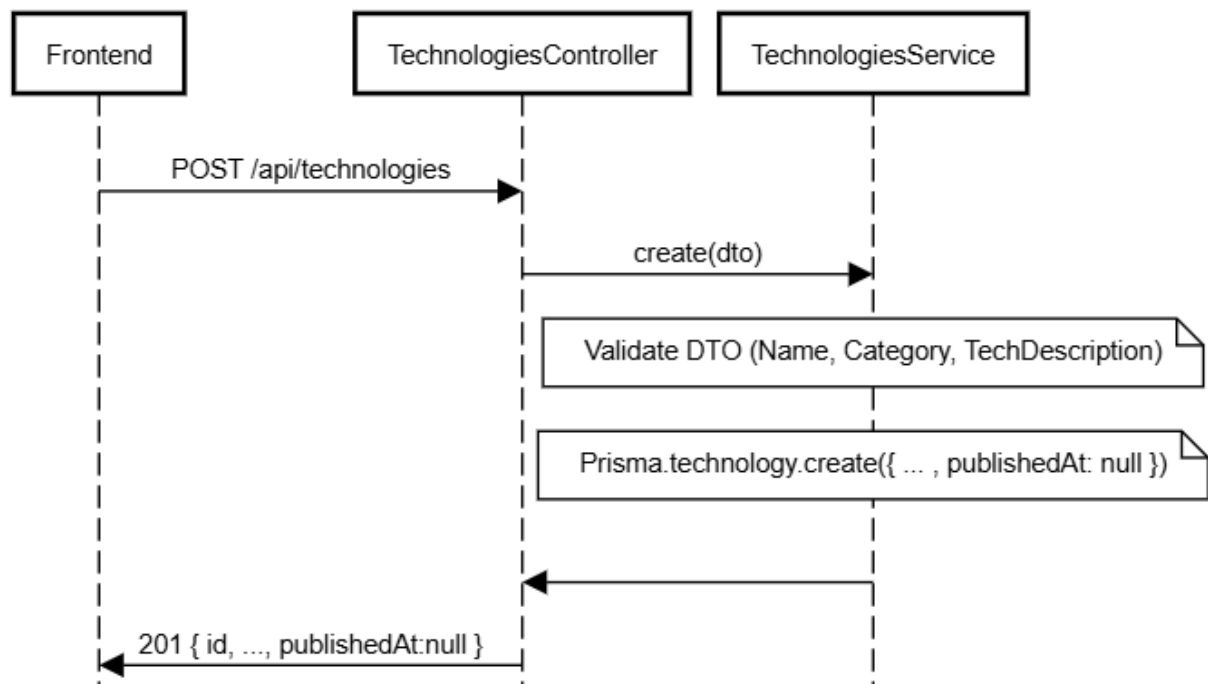 Frontend
TechnologiesController
TechnologiesService
POST /api/technologies
create(dto)
Validate DTO (Name, Category, TechDescription)
Prisma.technology.create({ ... , publishedAt: null })
201 { id, ..., publishedAt:null }